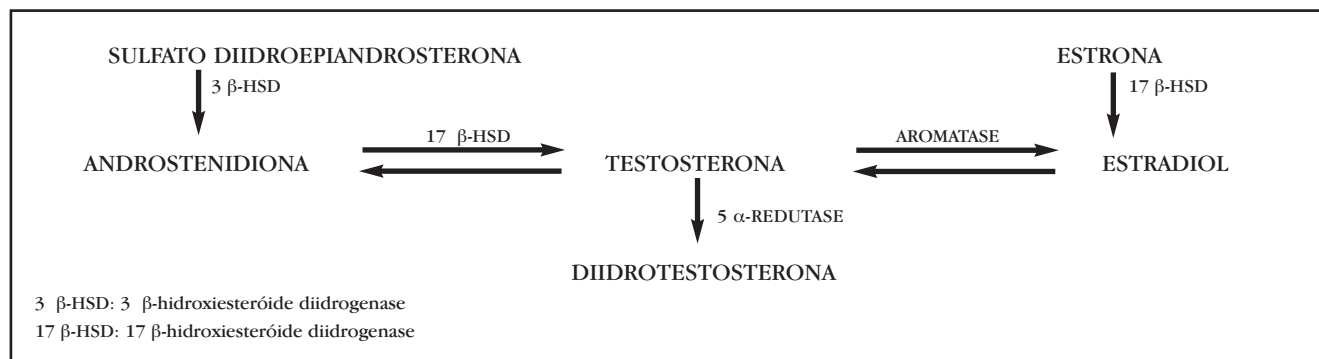 SULFATO DIIDROEPIANDROSTERONA
ESTRONA
3 β-HSD
17 β-HSD
ANDROSTENIDIONA
17 β-HSD
TESTOSTERONA
AROMATASE
ESTRADIOL
5 α-REDUTASE
DIIDROTESTOSTERONA
3 β-HSD: 3 β-hidroxiesteróide diidrogenase
17 β-HSD: 17 β-hidroxiesteróide diidrogenase